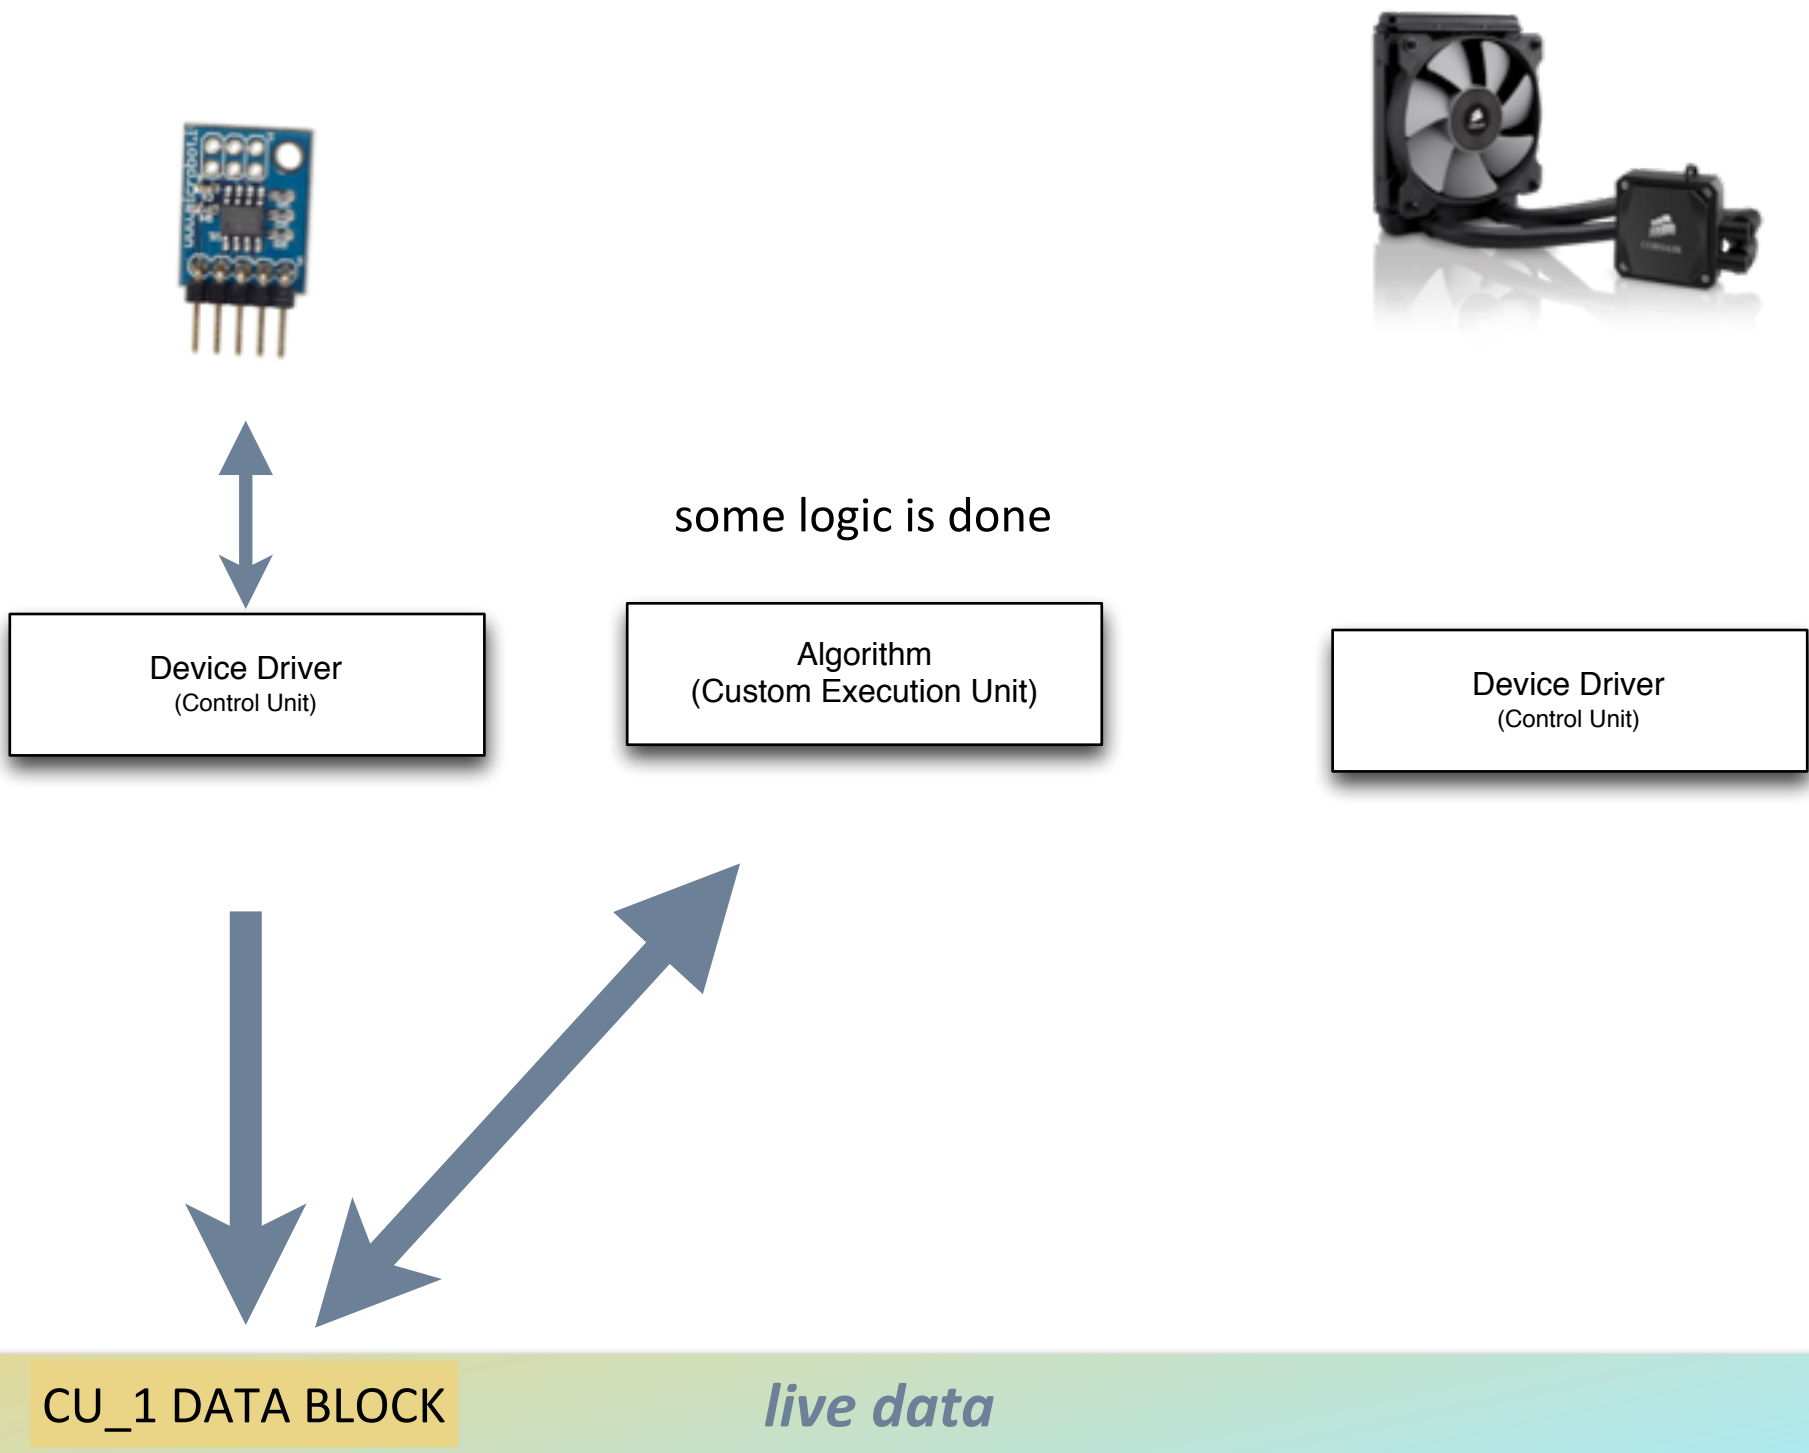 some logic is done
Device Driver
(Control Unit)
Algorithm
(Custom Execution Unit)
Device Driver
(Control Unit)
CU_1 DATA BLOCK
live data